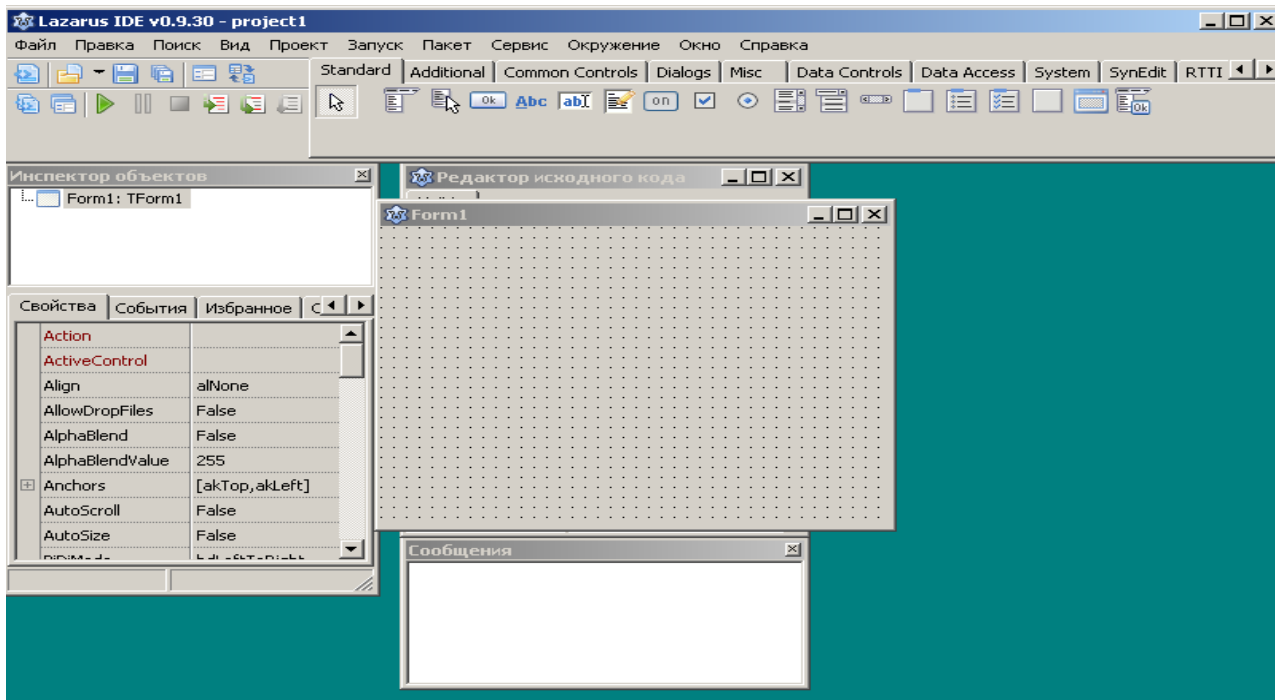 Lazarus IDE v0.9.30 - project1
Файл Правка Поиск Вид Проект Запуск Пакет Сервис Окружение Окно Справка
Standard Additional Common Controls Dialogs Misc Data Controls Data Access System SynEdit RTTI
Ok Abc abI on Ok
Инспектор объектов
Редактор исходного кода
Form1: TForm1
Form1
Свойства События Избранное
Action
ActiveControl
Align alNone
AllowDropFiles False
AlphaBlend False
AlphaBlendValue 255
Anchors [akTop,akLeft]
AutoScroll False
AutoSize False
Сообщения